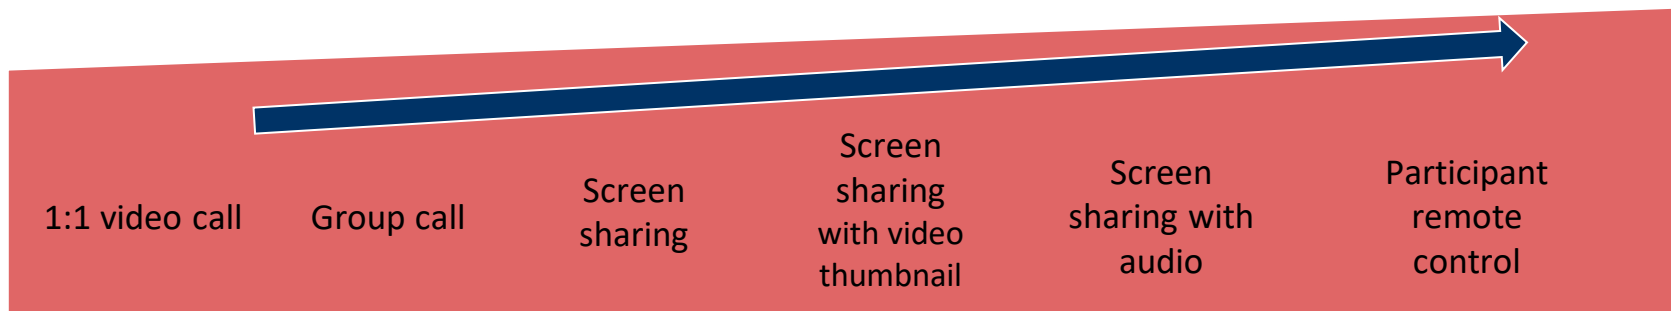 1:1 video call
Group call
Screen
sharing
Screen
sharing
with video
thumbnail
Screen
sharing with
audio
Participant
remote
control